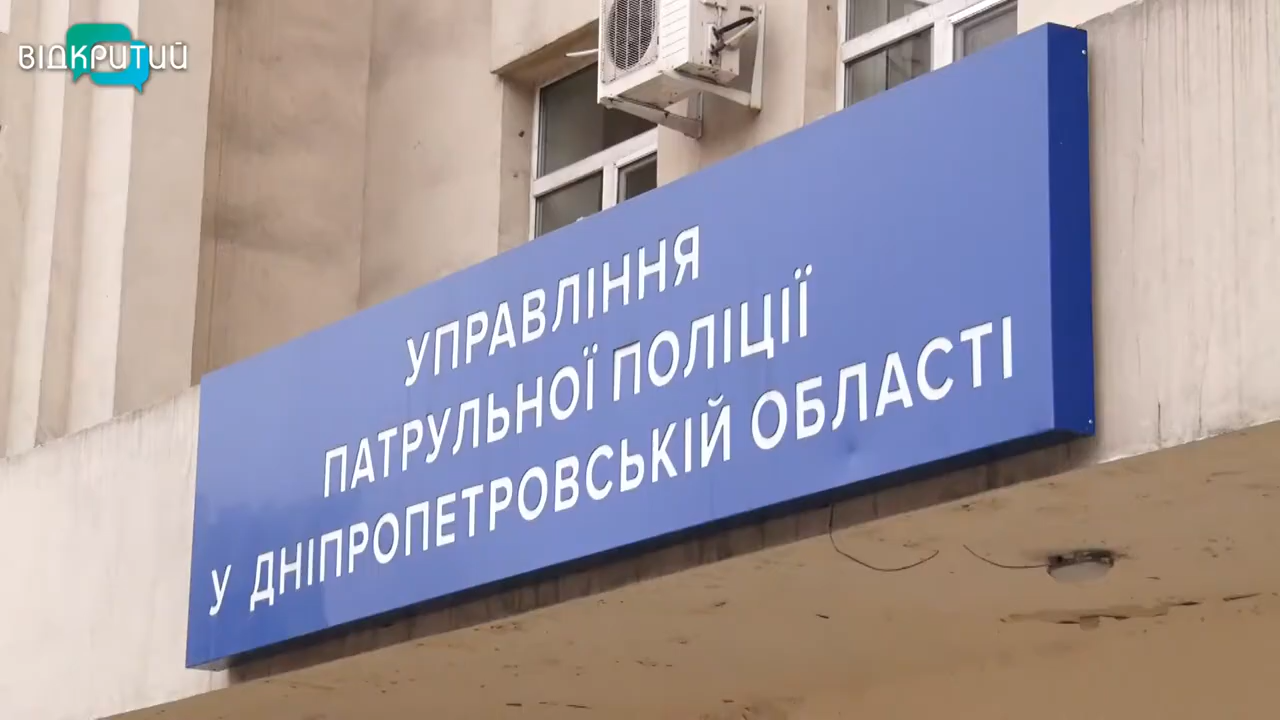 ВІДКРИТИЙ
УПРАВЛІННЯ
ПАТРУЛЬНОЇ ПОЛІЦІЇ
У ДНІПРОПЕТРОВСЬКІЙ ОБЛАСТІ